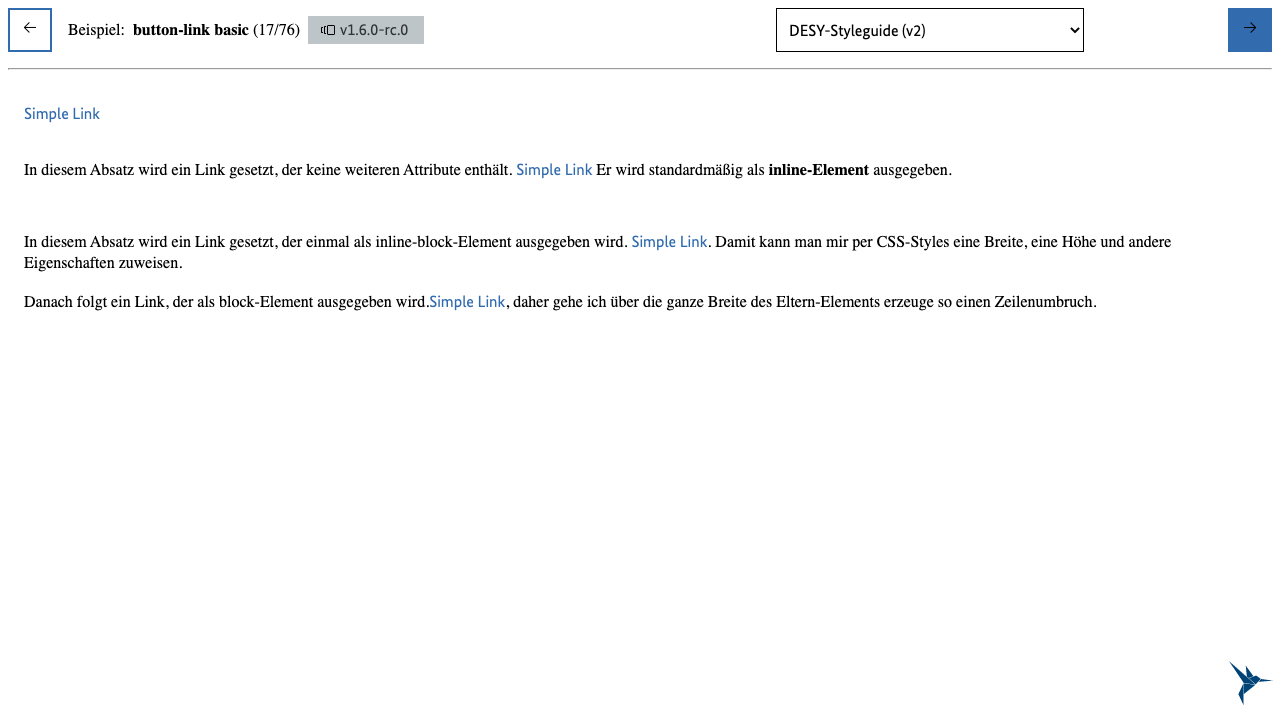 ← Beispiel: button-link basic (17/76) v1.6.0-rc.0 DESY-Styleguide (v2) →
Simple Link
In diesem Absatz wird ein Link gesetzt, der keine weiteren Attribute enthält. Simple Link Er wird standardmäßig als inline-Element ausgegeben.
In diesem Absatz wird ein Link gesetzt, der einmal als inline-block-Element ausgegeben wird. Simple Link. Damit kann man mir per CSS-Styles eine Breite, eine Höhe und andere
Eigenschaften zuweisen.
Danach folgt ein Link, der als block-Element ausgegeben wird.Simple Link, daher gehe ich über die ganze Breite des Eltern-Elements erzeuge so einen Zeilenumbruch.